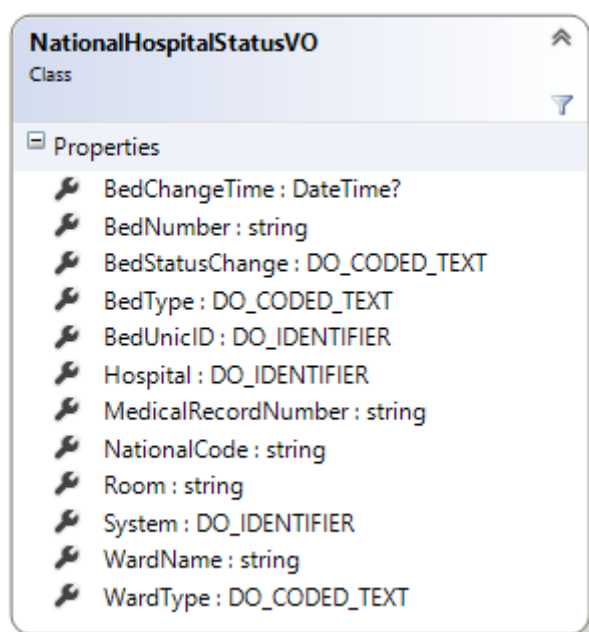 NationalHospitalStatusVO
Class
Properties
BedChangeTime : DateTime?
BedNumber : string
BedStatusChange : DO_CODED_TEXT
BedType : DO_CODED_TEXT
BedUnicID : DO_IDENTIFIER
Hospital : DO_IDENTIFIER
MedicalRecordNumber : string
NationalCode : string
Room : string
System : DO_IDENTIFIER
WardName : string
WardType : DO_CODED_TEXT